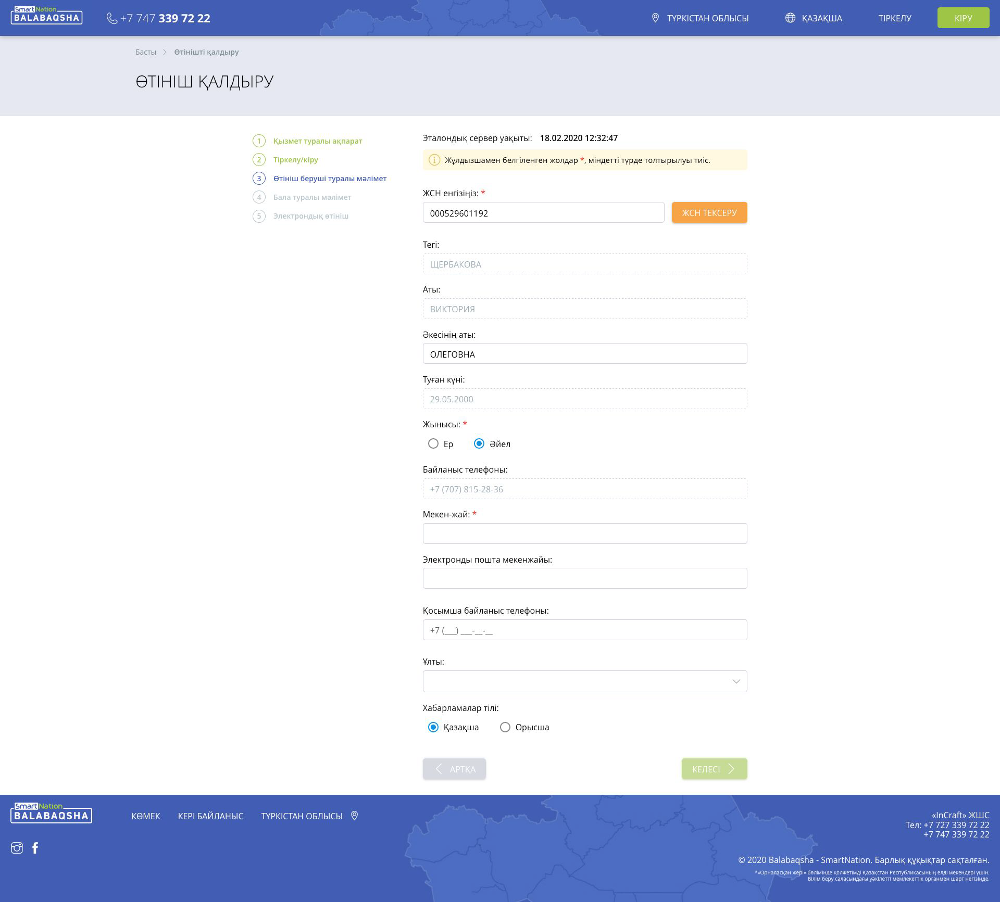 SmartNation
BALABAQSHA
+7 747 339 72 22
ТҮРКІСТАН ОБЛЫСЫ
ҚАЗАҚША
ТІРКЕЛУ
КІРУ
Басты > Өтінішті қалдыру
ӨТІНІШ ҚАЛДЫРУ
1 Қызмет туралы ақпарат
2 Тіркелу/кіру
3 Өтініш беруші туралы мәлімет
4 Бала туралы мәлімет
5 Электрондық өтініш
Эталондық сервер уақыты: 18.02.2020 12:32:47
Жұлдызшамен белгіленген жолдар *, міндетті түрде толтырылуы тиіс.
ЖСН енгізіңіз: *
000529601192
ЖСН ТЕКСЕРУ
Тегі:
ЩЕРБАКОВА
Аты:
ВИКТОРИЯ
Әкесінің аты:
ОЛЕГОВНА
Туған күні:
29.05.2000
Жынысы: *
Ер
Әйел
Байланыс телефоны:
+7 (707) 815-28-36
Мекен-жай: *
Электронды пошта мекенжайы:
Қосымша байланыс телефоны:
+7 (___) ___-__-__
Ұлты:
Хабарламалар тілі:
Қазақша
Орысша
АРТҚА
КЕЛЕСІ
SmartNation
BALABAQSHA
КӨМЕК
КЕРІ БАЙЛАНЫС
ТҮРКІСТАН ОБЛЫСЫ
«InCraft» ЖШС
Тел: +7 727 339 72 22
+7 747 339 72 22
© 2020 Balabaqsha - SmartNation. Барлық құқықтар сақталған.
*«Орналасқан жері» бөлімінде қолжетімді Қазақстан Республикасының елді мекендері үшін.
Білім беру саласындағы уәкілетті мемлекеттік органмен шарт негізінде.